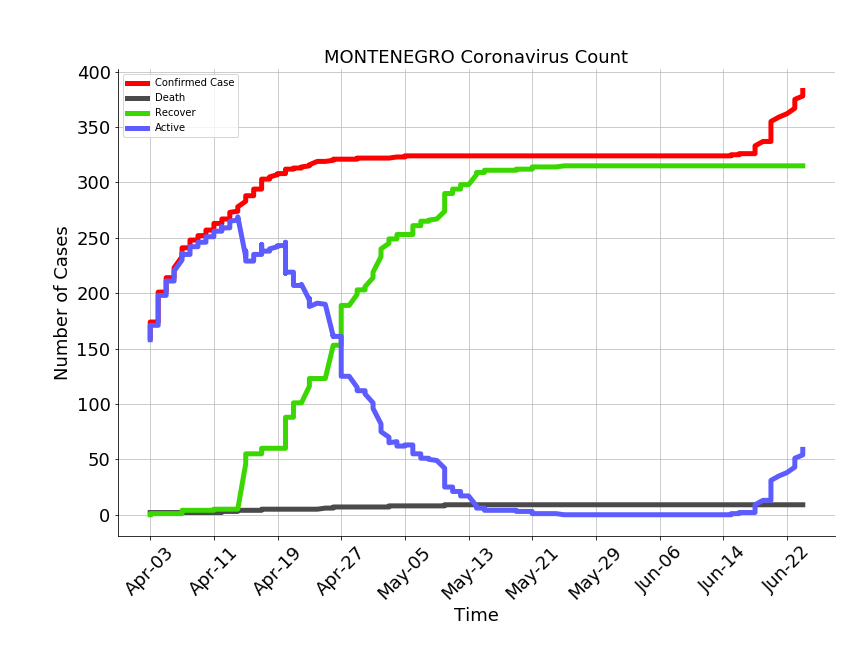 MONTENEGRO Coronavirus Count
Confirmed Case
Death
Recover
Active
Number of Cases
400
350
300
250
200
150
100
50
0
Apr-03
Apr-11
Apr-19
Apr-27
May-05
May-13
May-21
May-29
Jun-06
Jun-14
Jun-22
Time